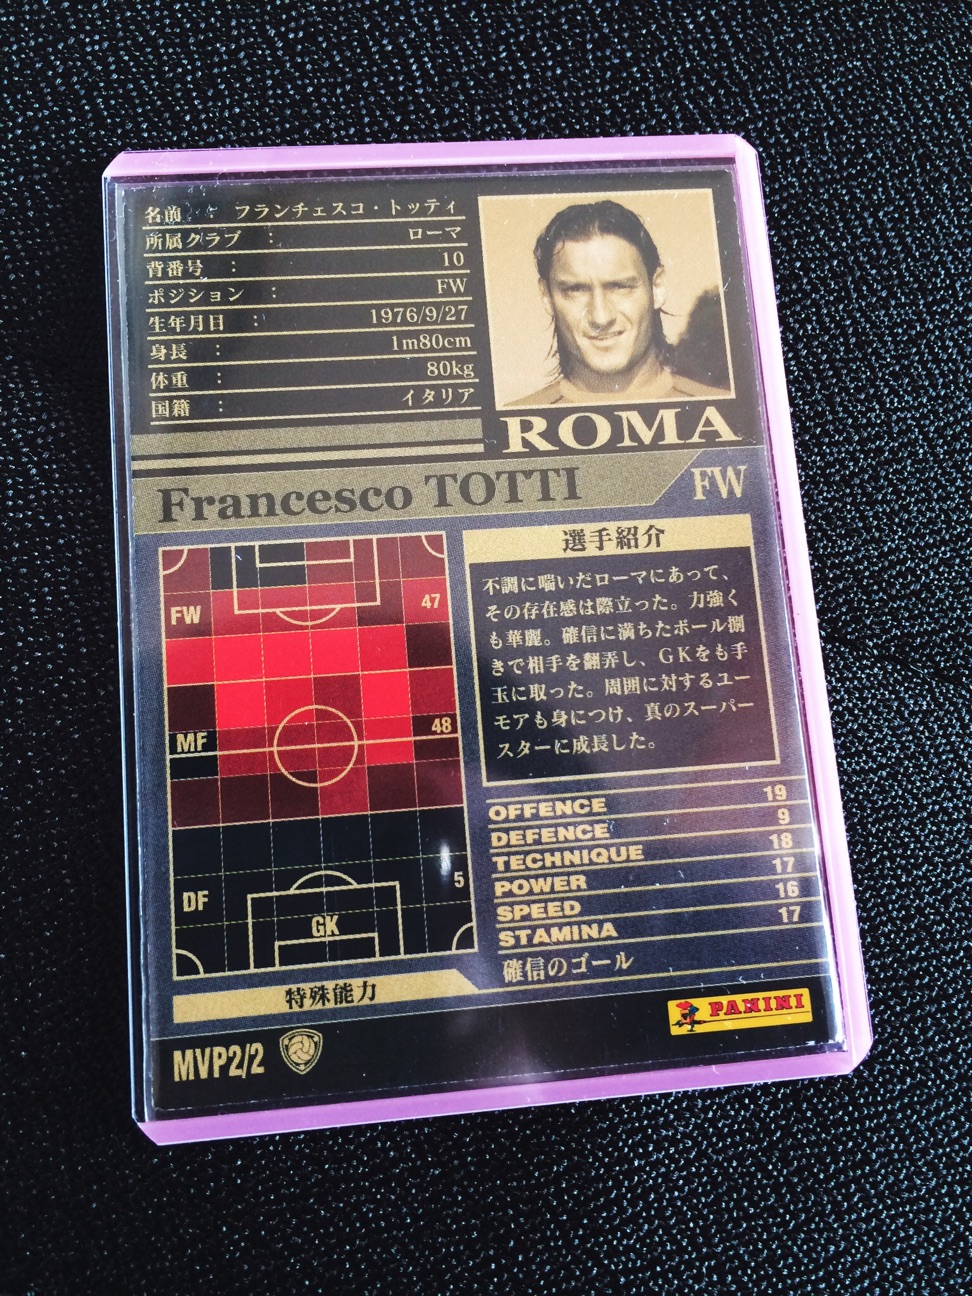 名前 : フランチェスコ・トッティ
所属クラブ : ローマ
背番号 : 10
ポジション : FW
生年月日 : 1976/9/27
身長 : 1m80cm
体重 : 80kg
国籍 : イタリア
ROMA
Francesco TOTTI FW
FW 47
MF 48
DF 5
GK
選手紹介
不調に喘いだローマにあって、
その存在感は際立った。力強く
も華麗。確信に満ちたボール捌
きで相手を翻弄し、GKをも手
玉に取った。周囲に対するユー
モアも身につけ、真のスーパー
スターに成長した。
OFFENCE 19
DEFENCE 9
TECHNIQUE 18
POWER 17
SPEED 16
STAMINA 17
特殊能力 確信のゴール
MVP2/2
PANINI